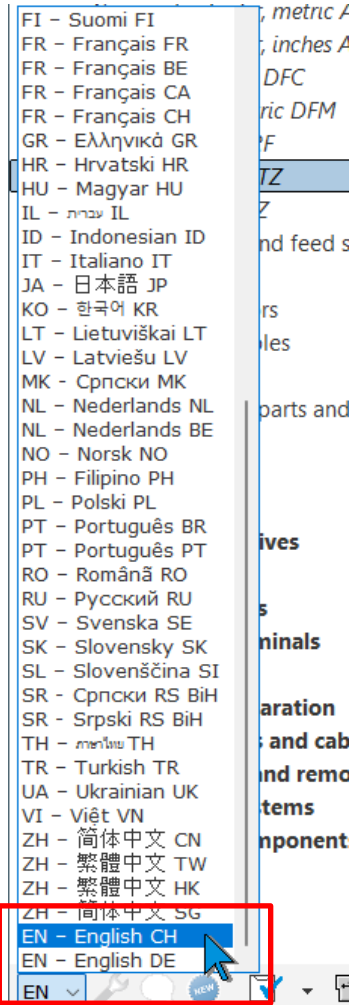 FI – Suomi FI
, metric A
FR – Français FR
, inches A
FR – Français BE
DFC
FR – Français CA
ric DFM
FR – Français CH
GR – Ελληνικά GR
HR – Hrvatski HR
TZ
HU – Magyar HU
IL – עברית IL
Z
ID – Indonesian ID
nd feed s
IT – Italiano IT
JA – 日本語 JP
KO – 한국어 KR
rs
LT – Lietuviškai LT
les
LV – Latviešu LV
MK - Српски MK
NL – Nederlands NL
parts and
NL – Nederlands BE
NO – Norsk NO
PH – Filipino PH
PL – Polski PL
PT – Português BR
ives
PT – Português PT
RO – Română RO
RU – Русский RU
s
SV – Svenska SE
SK – Slovensky SK
minals
SL – Slovenščina SI
SR - Српски RS BiH
aration
SR - Srpski RS BiH
TH – ภาษาไทย TH
and cab
TR – Turkish TR
and remo
UA – Ukrainian UK
tems
VI – Việt VN
ZH – 简体中文 CN
mponents
ZH – 繁體中文 TW
ZH – 繁體中文 HK
ZH – 简体中文 SG
EN – English CH
EN – English DE
EN
NEW